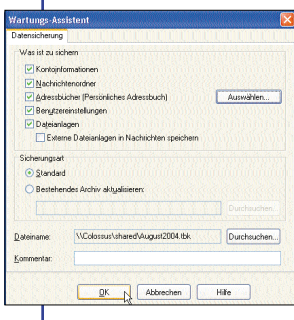 Wartungs-Assistent
Datensicherung
Was ist zu sichern
Kontoinformationen
Nachrichtenordner
Adressbücher (Persönliches Adressbuch)
Auswählen...
Benutzereinstellungen
Dateianlagen
Externe Dateianlagen in Nachrichten speichern
Sicherungsart
Standard
Bestehendes Archiv aktualisieren:
Durchsuchen...
Dateiname:
\\Colossus\shared\August2004.tbk
Durchsuchen...
Kommentar:
OK
Abbrechen
Hilfe